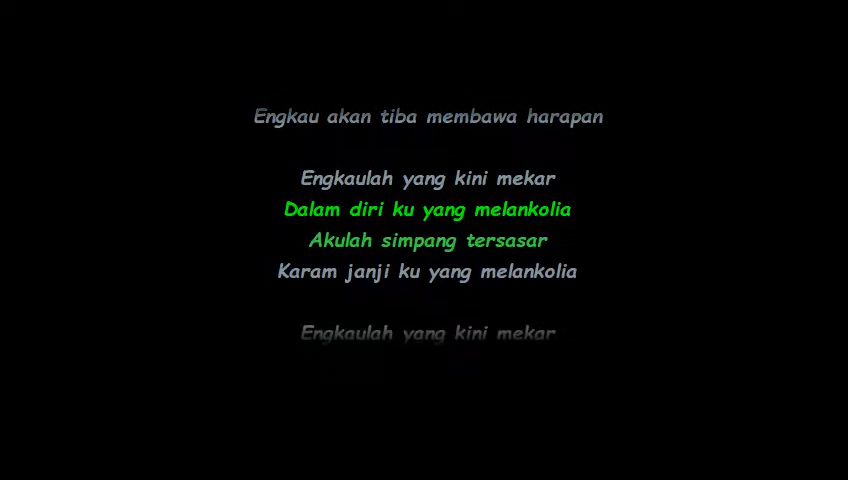 Engkau akan tiba membawa harapan
Engkaulah yang kini mekar
Dalam diri ku yang melankolia
Akulah simpang tersasar
Karam janji ku yang melankolia
Engkaulah yang kini mekar